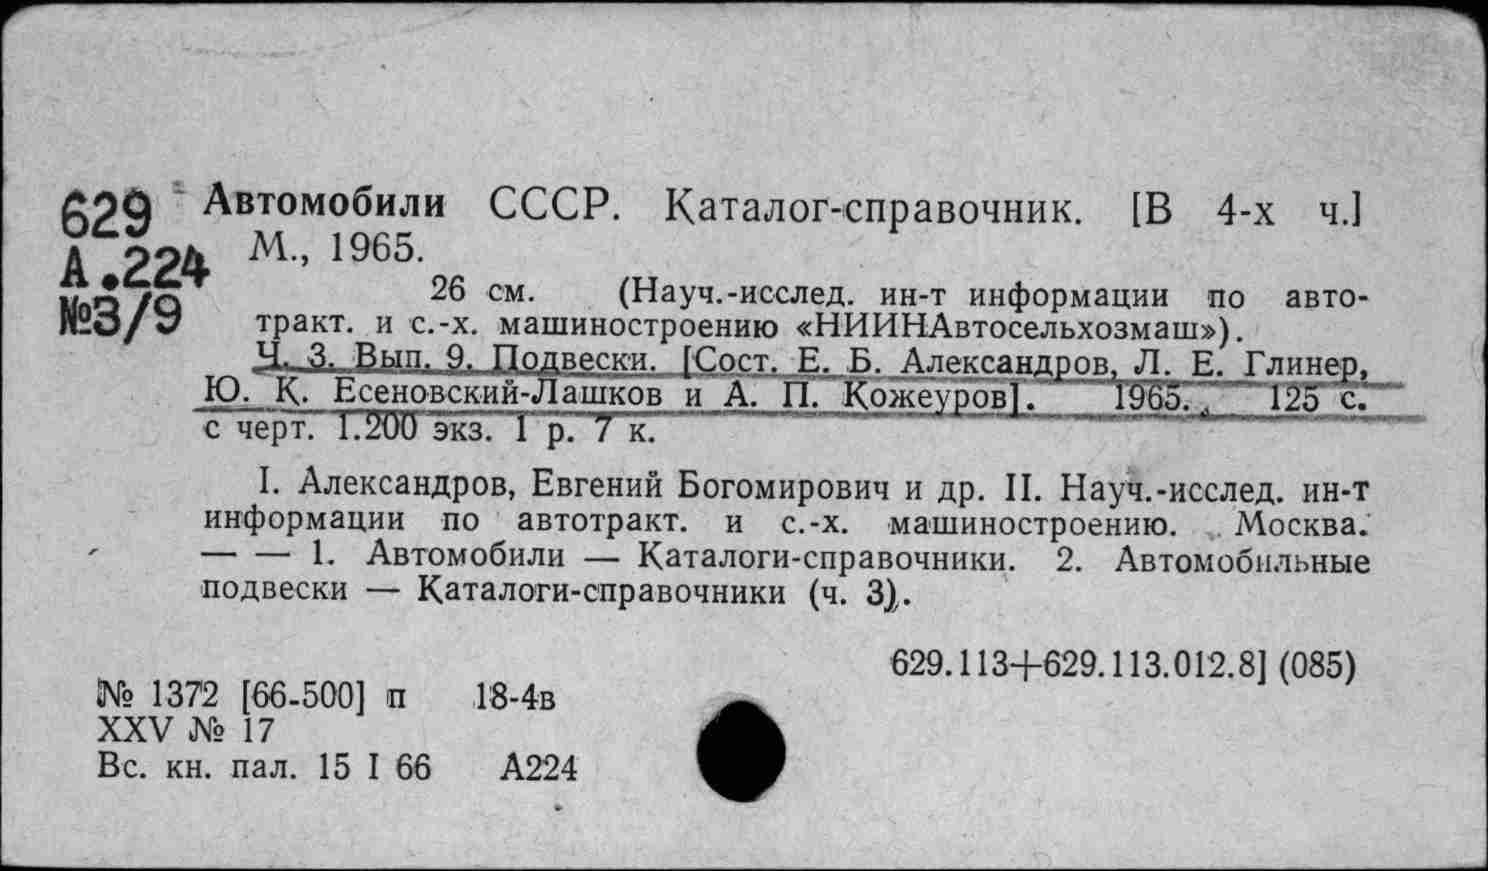 629 Автомобили СССР. Каталог-справочник. [В 4-х ч.]
А.224 М., 1965.
26 см. (Науч.-исслед. ин-т информации по авто-
№3/9 тракт. и с.-х. машиностроению «НИИНАвтосельхозмаш»).
Ч. 3. Вып. 9. Подвески. [Сост. Е. Б. Александров, Л. Е. Глинер,
Ю. К. Есеновский-Лашков и А. П. Кожеуров]. 1965. 125 с.
с черт. 1.200 экз. 1 р. 7 к.
I. Александров, Евгений Богомирович и др. II. Науч.-исслед. ин-т
информации по автотракт. и с.-х. машиностроению. Москва.
— — 1. Автомобили — Каталоги-справочники. 2. Автомобильные
подвески — Каталоги-справочники (ч. 3).
629.113+629.113.012.8] (085)
№ 1372 [66-500] п 18-4в
XXV № 17
Вс. кн. пал. 15 I 66 А224